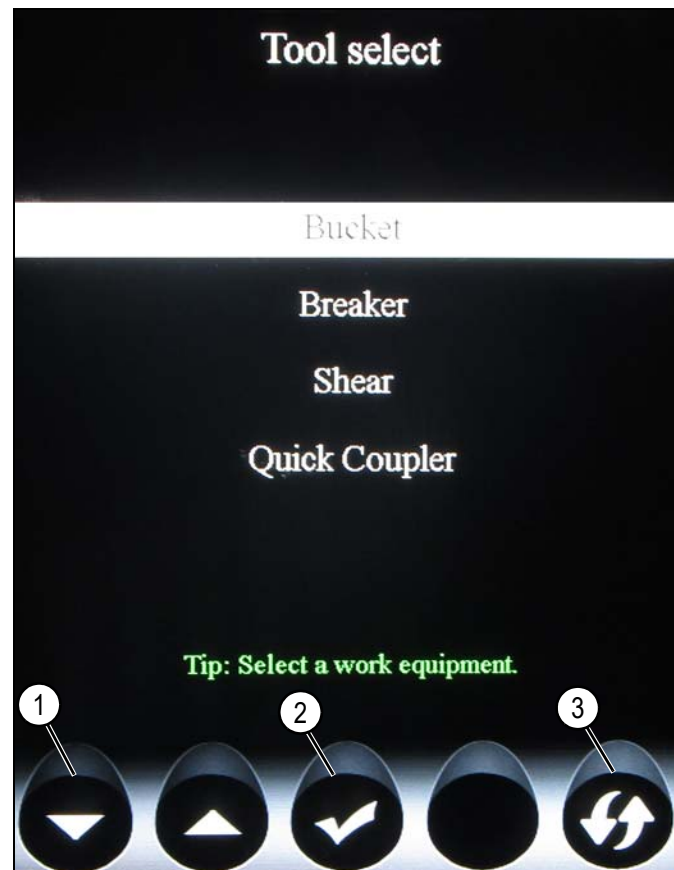 Tool select
Bucket
Breaker
Shear
Quick Coupler
Tip: Select a work equipment.
1
2
3